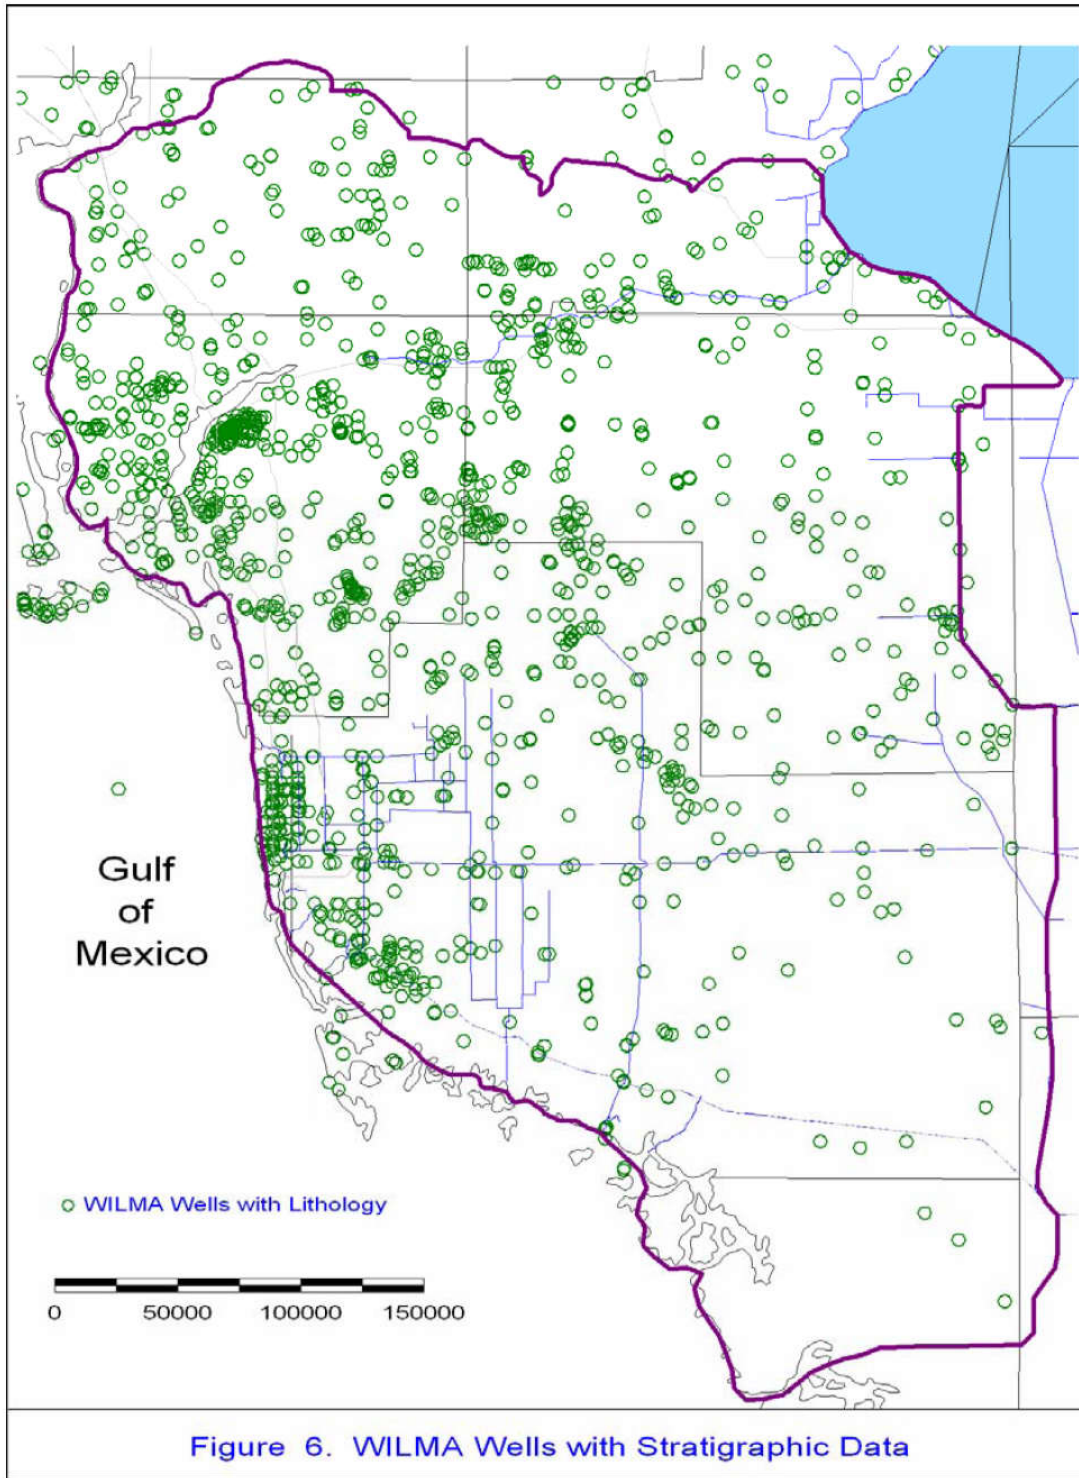 Gulf
of
Mexico
WILMA Wells with Lithology
0 50000 100000 150000
Figure 6. WILMA Wells with Stratigraphic Data